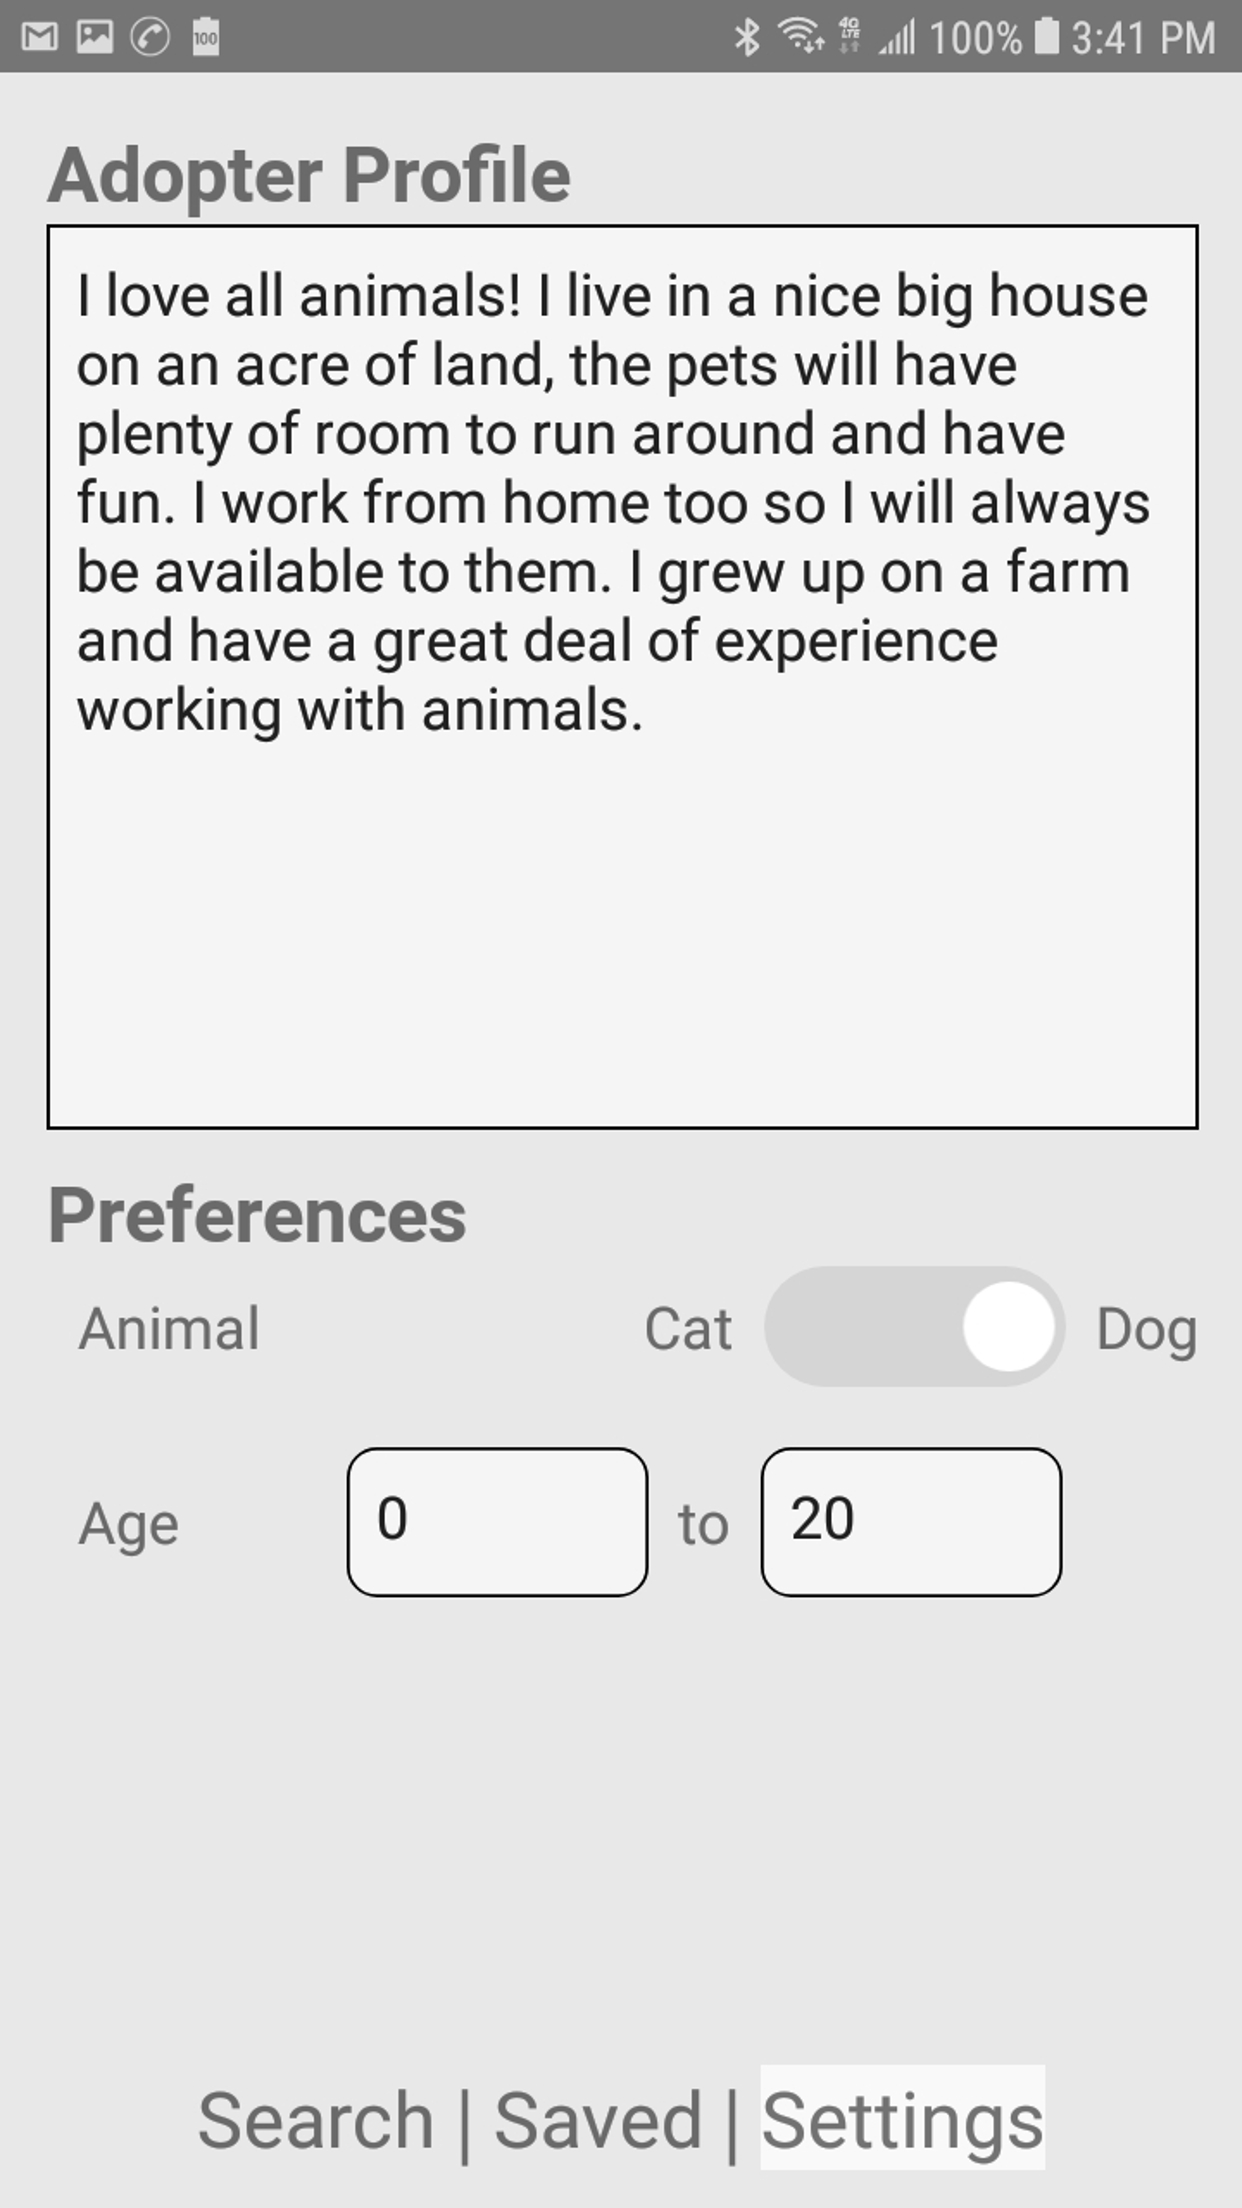 100 4G LTE 100% 3:41 PM
Adopter Profile
I love all animals! I live in a nice big house
on an acre of land, the pets will have
plenty of room to run around and have
fun. I work from home too so I will always
be available to them. I grew up on a farm
and have a great deal of experience
working with animals.
Preferences
Animal Cat Dog
Age 0 to 20
Search | Saved | Settings